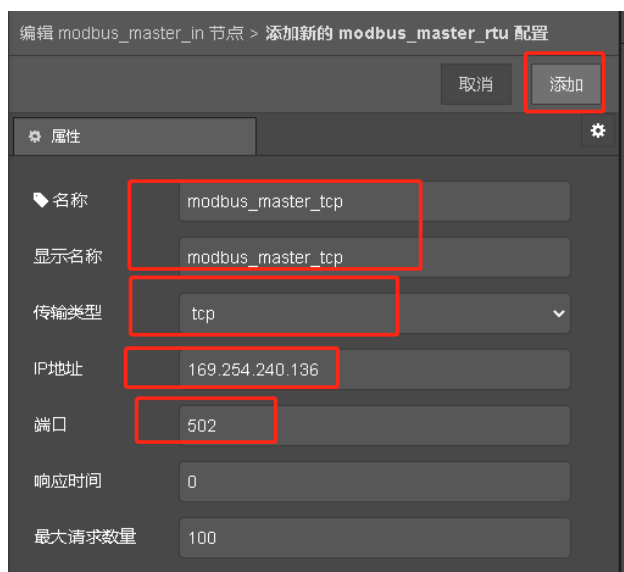 编辑 modbus_master_in 节点 > 添加新的 modbus_master_rtu 配置
取消 添加
属性
名称 modbus_master_tcp
显示名称 modbus_master_tcp
传输类型 tcp
IP地址 169.254.240.136
端口 502
响应时间 0
最大请求数量 100